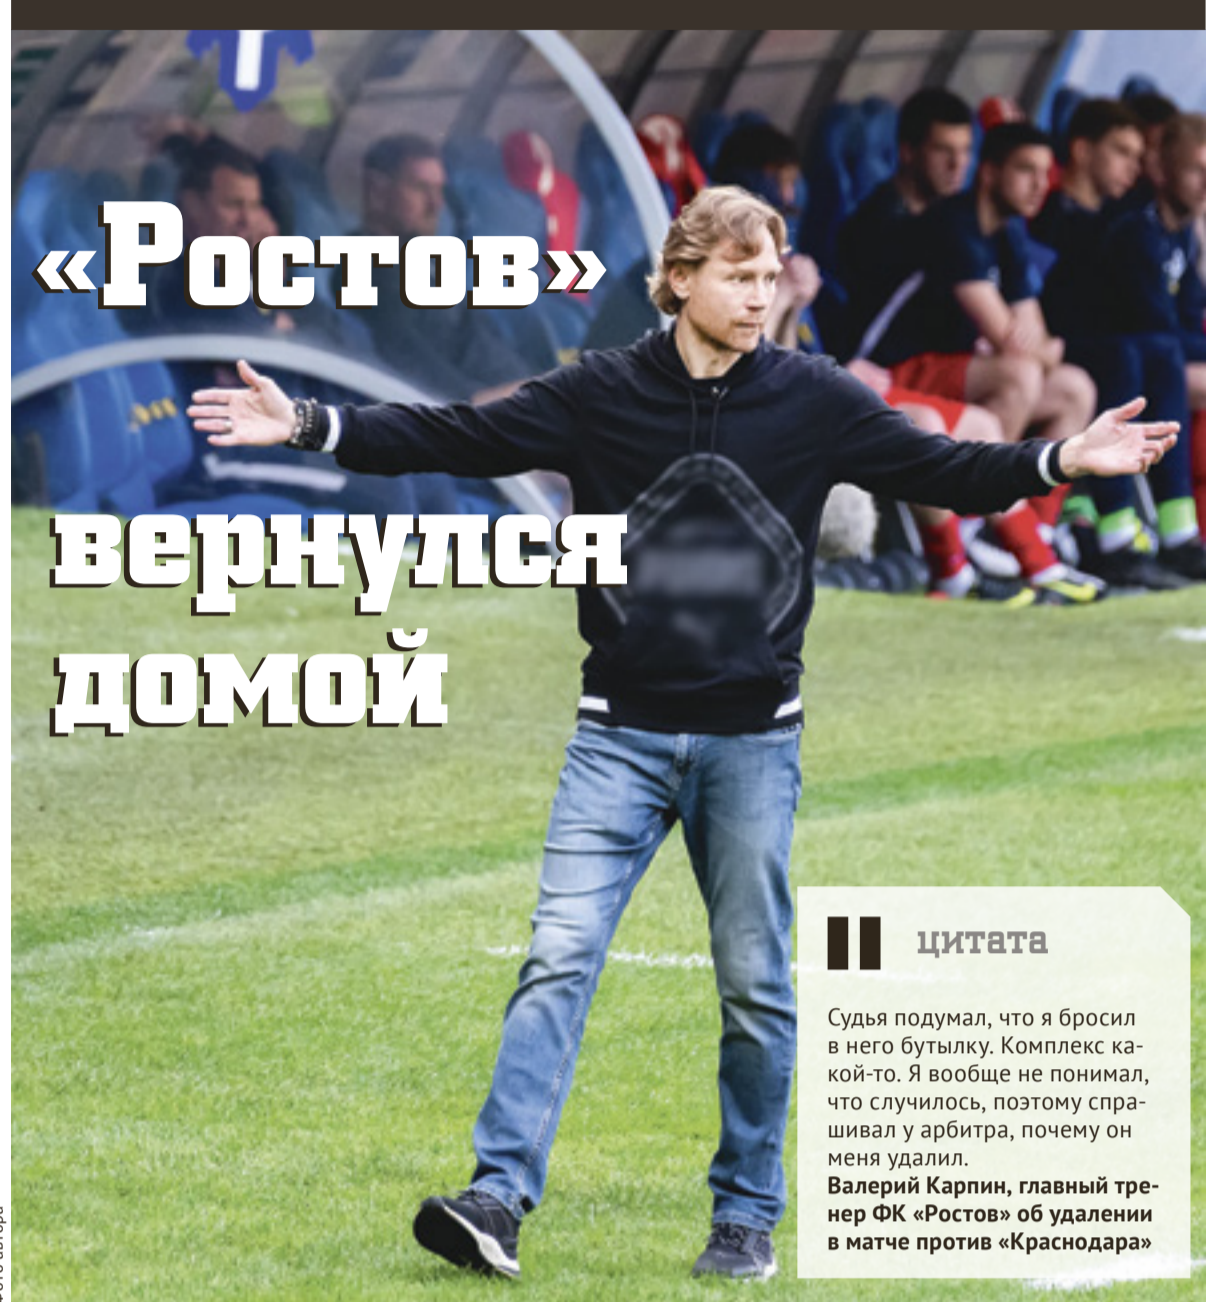 «Ростов»
вернулся
домой
цитата
Судья подумал, что я бросил
в него бутылку. Комплекс ка-
кой-то. Я вообще не понимал,
что случилось, поэтому спра-
шивал у арбитра, почему он
меня удалил.
Валерий Карпин, главный тре-
нер ФК «Ростов» об удалении
в матче против «Краснодара»